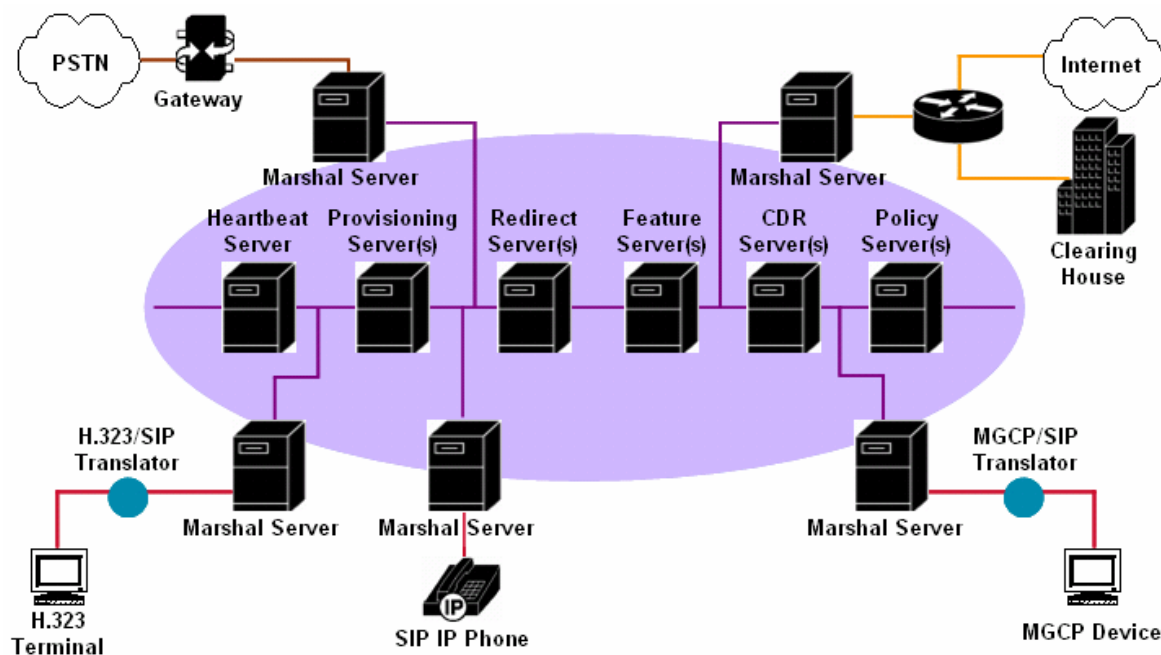 PSTN
Gateway
Internet
Marshal Server
Marshal Server
Clearing
House
Heartbeat
Server
Provisioning
Server(s)
Redirect
Server(s)
Feature
Server(s)
CDR
Server(s)
Policy
Server(s)
H.323/SIP
Translator
MGCP/SIP
Translator
Marshal Server
Marshal Server
Marshal Server
H.323
Terminal
IP
SIP IP Phone
MGCP Device